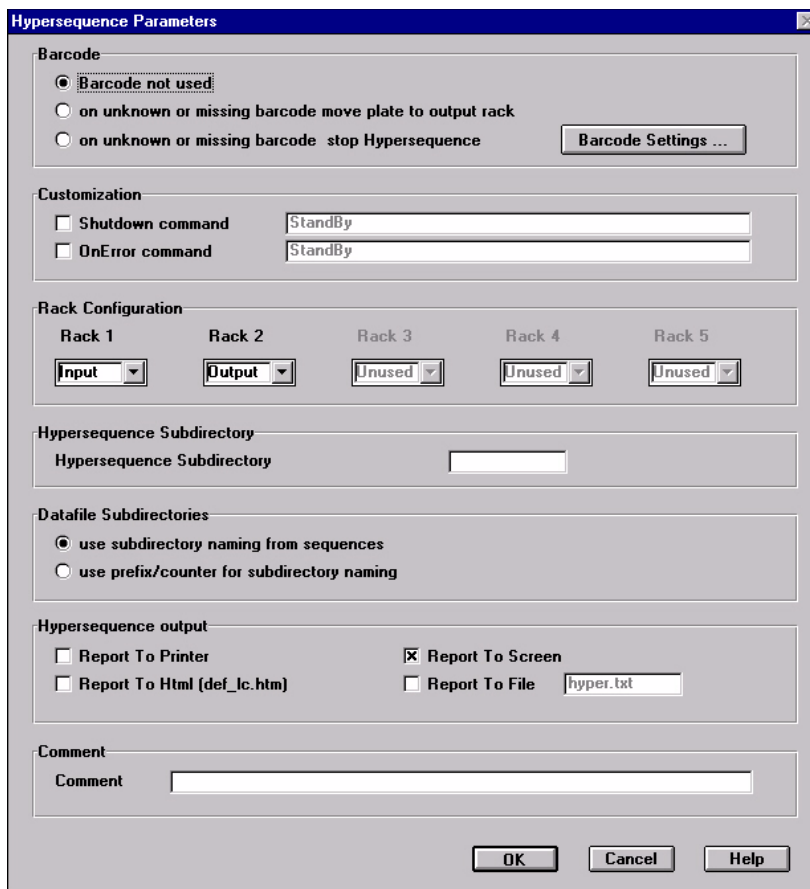 Hypersequence Parameters
Barcode
Barcode not used
on unknown or missing barcode move plate to output rack
on unknown or missing barcode stop Hypersequence
Barcode Settings ...
Customization
Shutdown command StandBy
OnError command StandBy
Rack Configuration
Rack 1 Rack 2 Rack 3 Rack 4 Rack 5
Input Output Unused Unused Unused
Hypersequence Subdirectory
Hypersequence Subdirectory
Datafile Subdirectories
use subdirectory naming from sequences
use prefix/counter for subdirectory naming
Hypersequence output
Report To Printer Report To Screen
Report To Html (def_lc.htm) Report To File hyper.txt
Comment
Comment
OK Cancel Help